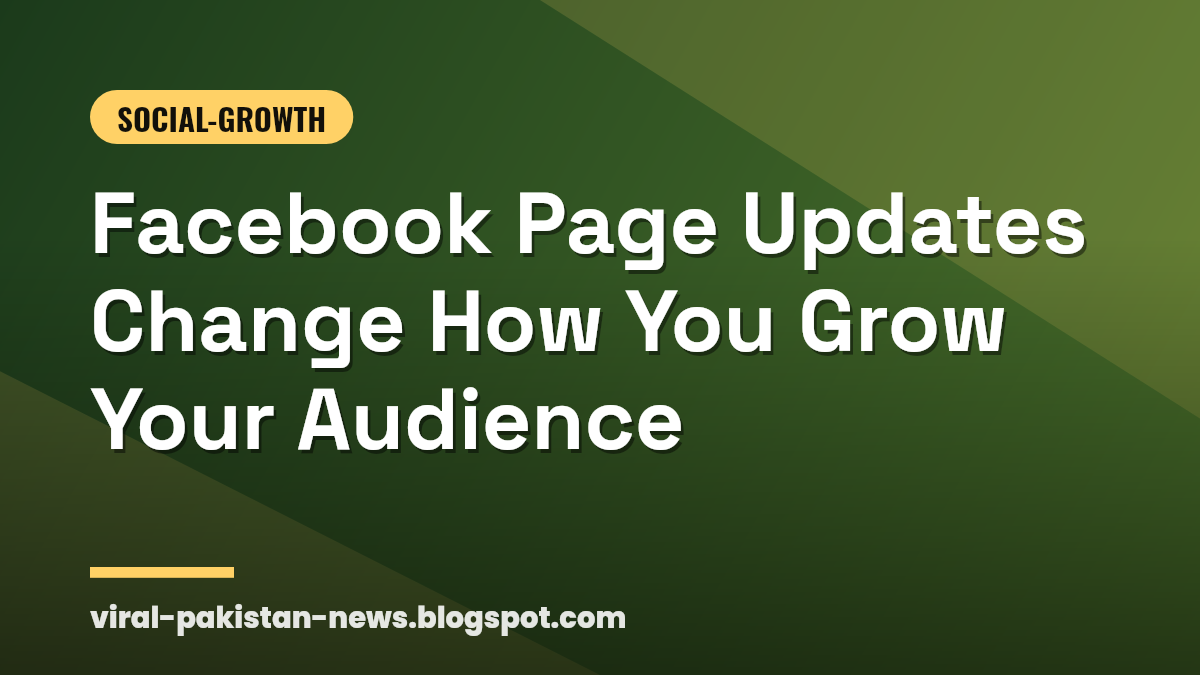 SOCIAL-GROWTH
Facebook Page Updates
Change How You Grow
Your Audience
viral-pakistan-news.blogspot.com